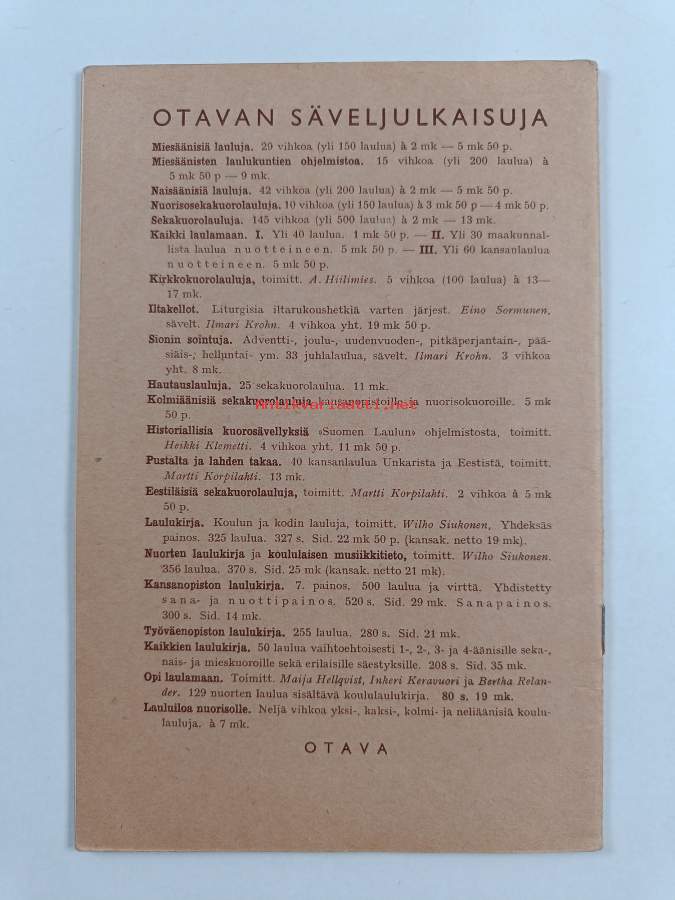 OTAVAN SÄVELJULKAISUJA
Miesäänisiä lauluja. 29 vihkoa (yli 150 laulua) à 2 mk — 5 mk 50 p.
Miesäänisten laulukuntien ohjelmistoa. 15 vihkoa (yli 200 laulua) à
5 mk 50 p — 9 mk.
Naisäänisiä lauluja. 42 vihkoa (yli 200 laulua) à 2 mk — 5 mk 50 p.
Nuorisosekakuorolauluja. 10 vihkoa (yli 150 laulua) à 3 mk 50 p — 4 mk 50 p.
Sekakuorolauluja. 145 vihkoa (yli 500 laulua) à 2 mk — 13 mk.
Kaikki laulamaan. I. Yli 40 laulua. 1 mk 50 p. — II. Yli 30 maakunnal-
lista laulua nuotteineen. 5 mk 50 p. — III. Yli 60 kansanlaulua
nuotteineen. 5 mk 50 p.
Kirkkokuorolauluja, toimitt. A. Hiilimies. 5 vihkoa (100 laulua) à 13—
17 mk.
Iltakellot. Liturgisia iltarukoushetkiä varten järjest. Eino Sormunen,
sävelt. Ilmari Krohn. 4 vihkoa yht. 19 mk 50 p.
Sionin sointuja. Adventti-, joulu-, uudenvuoden-, pitkäperjantain-, pää-
siäis-, helluntai- ym. 33 juhlalaulua, sävelt. Ilmari Krohn. 3 vihkoa
yht. 8 mk.
Hautauslauluja. 25 sekakuorolaulua. 11 mk.
Kolmiäänisiä sekakuorolauluja kansanopistoille ja nuorisokuoroille. 5 mk
50 p.
Antikvariaatti.net
Historiallisia kuorosävellyksiä »Suomen Laulun» ohjelmistosta, toimitt.
Heikki Klemetti. 4 vihkoa yht. 11 mk 50 p.
Pustalta ja lahden takaa. 40 kansanlaulua Unkarista ja Eestistä, toimitt.
Martti Korpilahti. 13 mk.
Eestiläisiä sekakuorolauluja, toimitt. Martti Korpilahti. 2 vihkoa à 5 mk
50 p.
Laulukirja. Koulun ja kodin lauluja, toimitt. Wilho Siukonen. Yhdeksäs
painos. 325 laulua. 327 s. Sid. 22 mk 50 p. (kansak. netto 19 mk).
Nuorten laulukirja ja koululaisen musiikkitieto, toimitt. Wilho Siukonen.
356 laulua. 370 s. Sid. 25 mk (kansak. netto 21 mk).
Kansanopiston laulukirja. 7. painos. 500 laulua ja virttä. Yhdistetty
sana- ja nuottipainos. 520 s. Sid. 29 mk. Sanapainos.
300 s. Sid. 14 mk.
Työväenopiston laulukirja. 255 laulua. 280 s. Sid. 21 mk.
Kaikkien laulukirja. 50 laulua vaihtoehtoisesti 1-, 2-, 3- ja 4-äänisille seka-,
nais- ja mieskuoroille sekä erilaisille säestyksille. 208 s. Sid. 35 mk.
Opi laulamaan. Toimitt. Maija Hellqvist, Inkeri Keravuori ja Bertha Relan-
der. 129 nuorten laulua sisältävä koululaulukirja. 80 s. 19 mk.
Lauluiloa nuorisolle. Neljä vihkoa yksi-, kaksi-, kolmi- ja neliäänisiä koulu-
lauluja. à 7 mk.
OTAVA